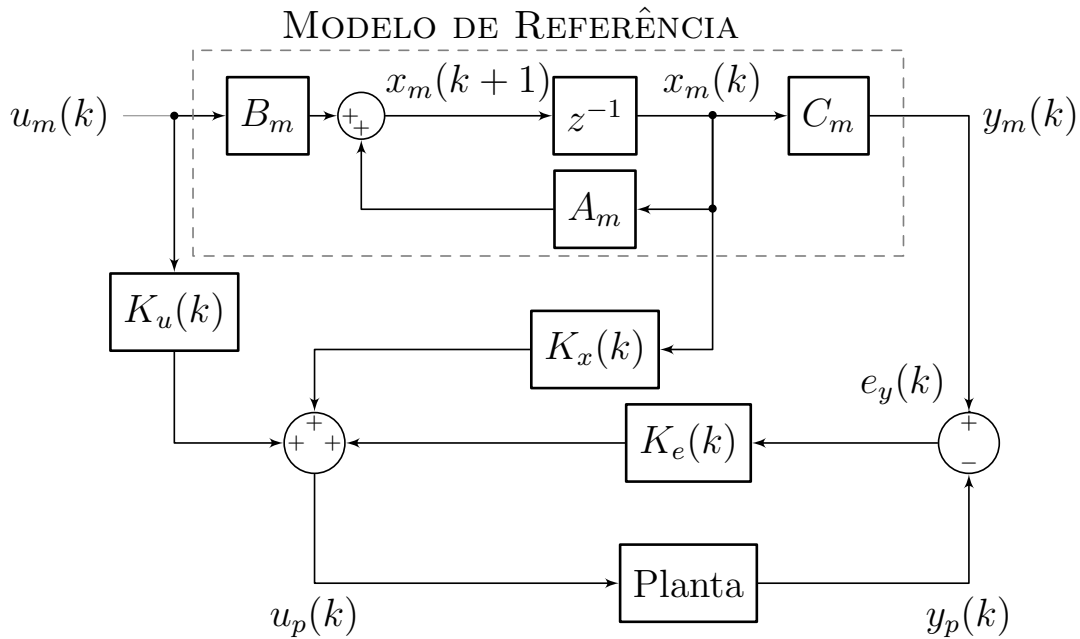 MODELO DE REFERÊNCIA
x_m(k + 1)
x_m(k)
u_m(k)
B_m
+
+
z^{-1}
C_m
y_m(k)
A_m
K_u(k)
K_x(k)
e_y(k)
+
+
+
K_e(k)
+
−
Planta
u_p(k)
y_p(k)